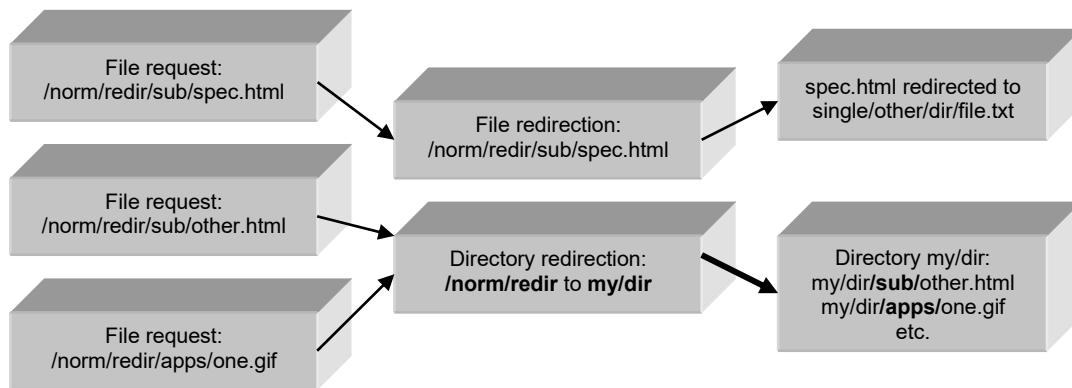 File request:
/norm/redir/sub/spec.html
File redirection:
/norm/redir/sub/spec.html
spec.html redirected to
single/other/dir/file.txt
File request:
/norm/redir/sub/other.html
Directory redirection:
/norm/redir to my/dir
Directory my/dir:
my/dir/sub/other.html
my/dir/apps/one.gif
etc.
File request:
/norm/redir/apps/one.gif